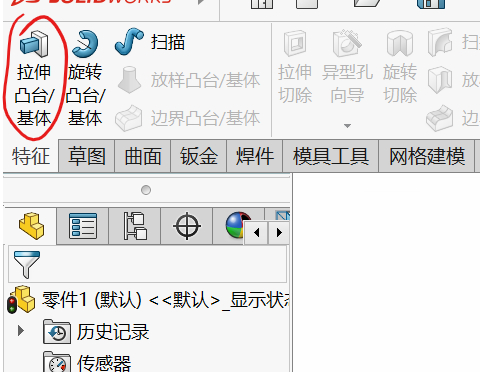 SOLIDWORKS
拉伸凸台/基体
旋转凸台/基体
扫描
放样凸台/基体
边界凸台/基体
拉伸切除
异型孔向导
旋转切除
扫
放
边
特征 草图 曲面 钣金 焊件 模具工具 网格建模
零件1 (默认) <<默认>_显示状态
历史记录
传感器